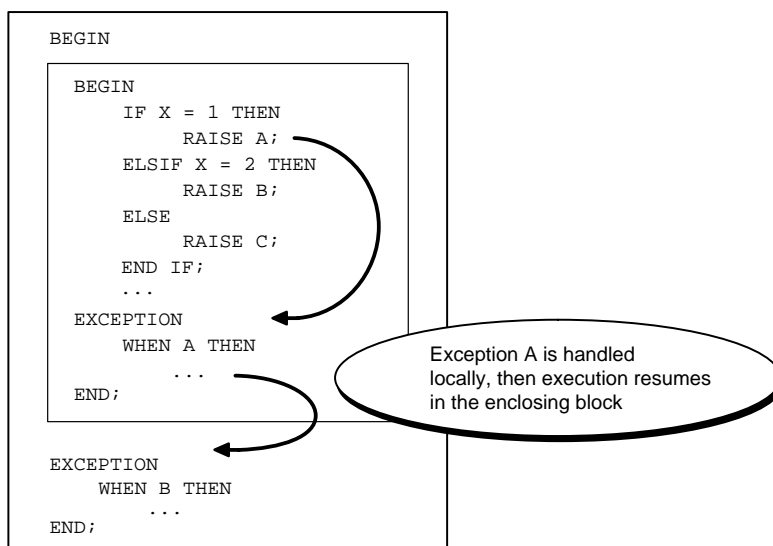 BEGIN
BEGIN
IF X = 1 THEN
RAISE A;
ELSIF X = 2 THEN
RAISE B;
ELSE
RAISE C;
END IF;
...
EXCEPTION
WHEN A THEN
...
END;
Exception A is handled
locally, then execution resumes
in the enclosing block
EXCEPTION
WHEN B THEN
...
END;